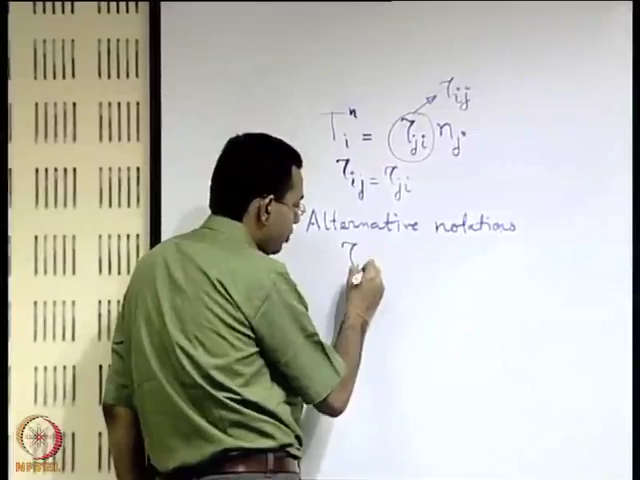 τij
Tiⁿ = τji nj
τij = τji
Alternative notations
τ
NPTEL